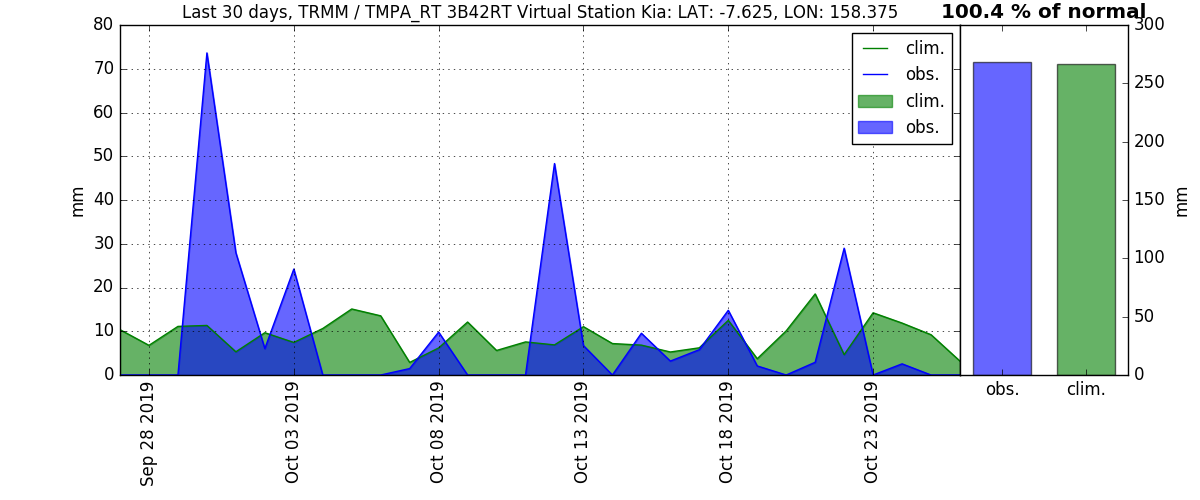 Last 30 days, TRMM / TMPA_RT 3B42RT Virtual Station Kia: LAT: -7.625, LON: 158.375
100.4 % of normal
80
70
60
50
40
30
20
10
0
mm
clim.
obs.
clim.
obs.
300
250
200
150
100
50
0
mm
Sep 28 2019
Oct 03 2019
Oct 08 2019
Oct 13 2019
Oct 18 2019
Oct 23 2019
obs.
clim.